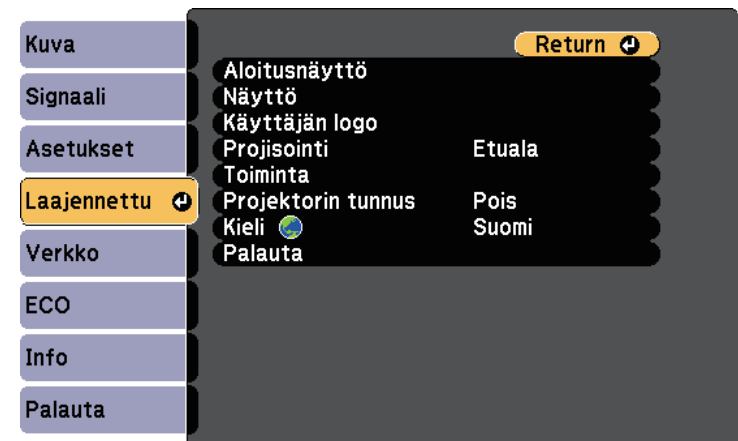 Kuva
Signaali
Asetukset
Laajennettu
Verkko
ECO
Info
Palauta
Return
Aloitusnäyttö
Näyttö
Käyttäjän logo
Projisointi Etuala
Toiminta
Projektorin tunnus Pois
Kieli Suomi
Palauta